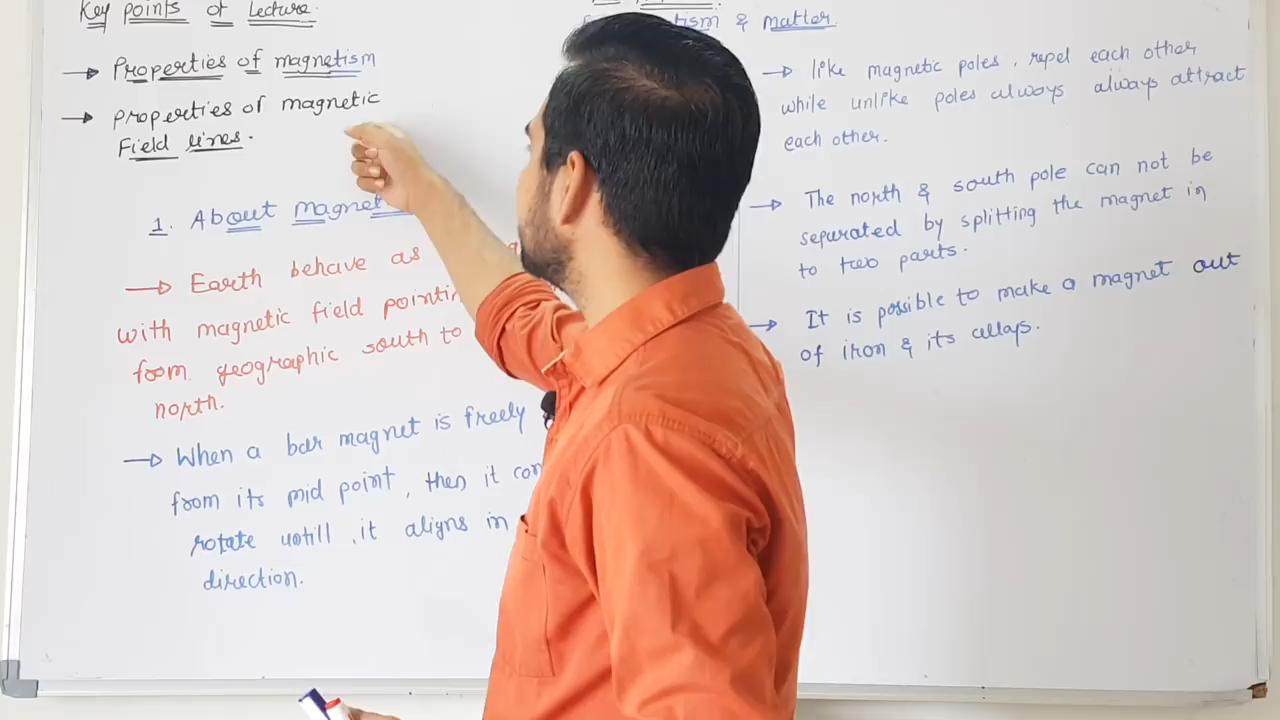 Key points of Lecture.
→ Properties of magnetism
→ properties of magnetic
Field lines.
1. About magnet
→ Earth behave as
with magnetic field
from geographic south to
north.
→ When a bar magnet is freely
from its mid point, then it
rotate untill, it aligns in
direction.
& matter
→ like magnetic poles, repel each other
while unlike poles always always attract
each other.
→ The north & south pole can not be
separated by splitting the magnet in
to two parts.
→ It is possible to make a magnet out
of iron & its allays.